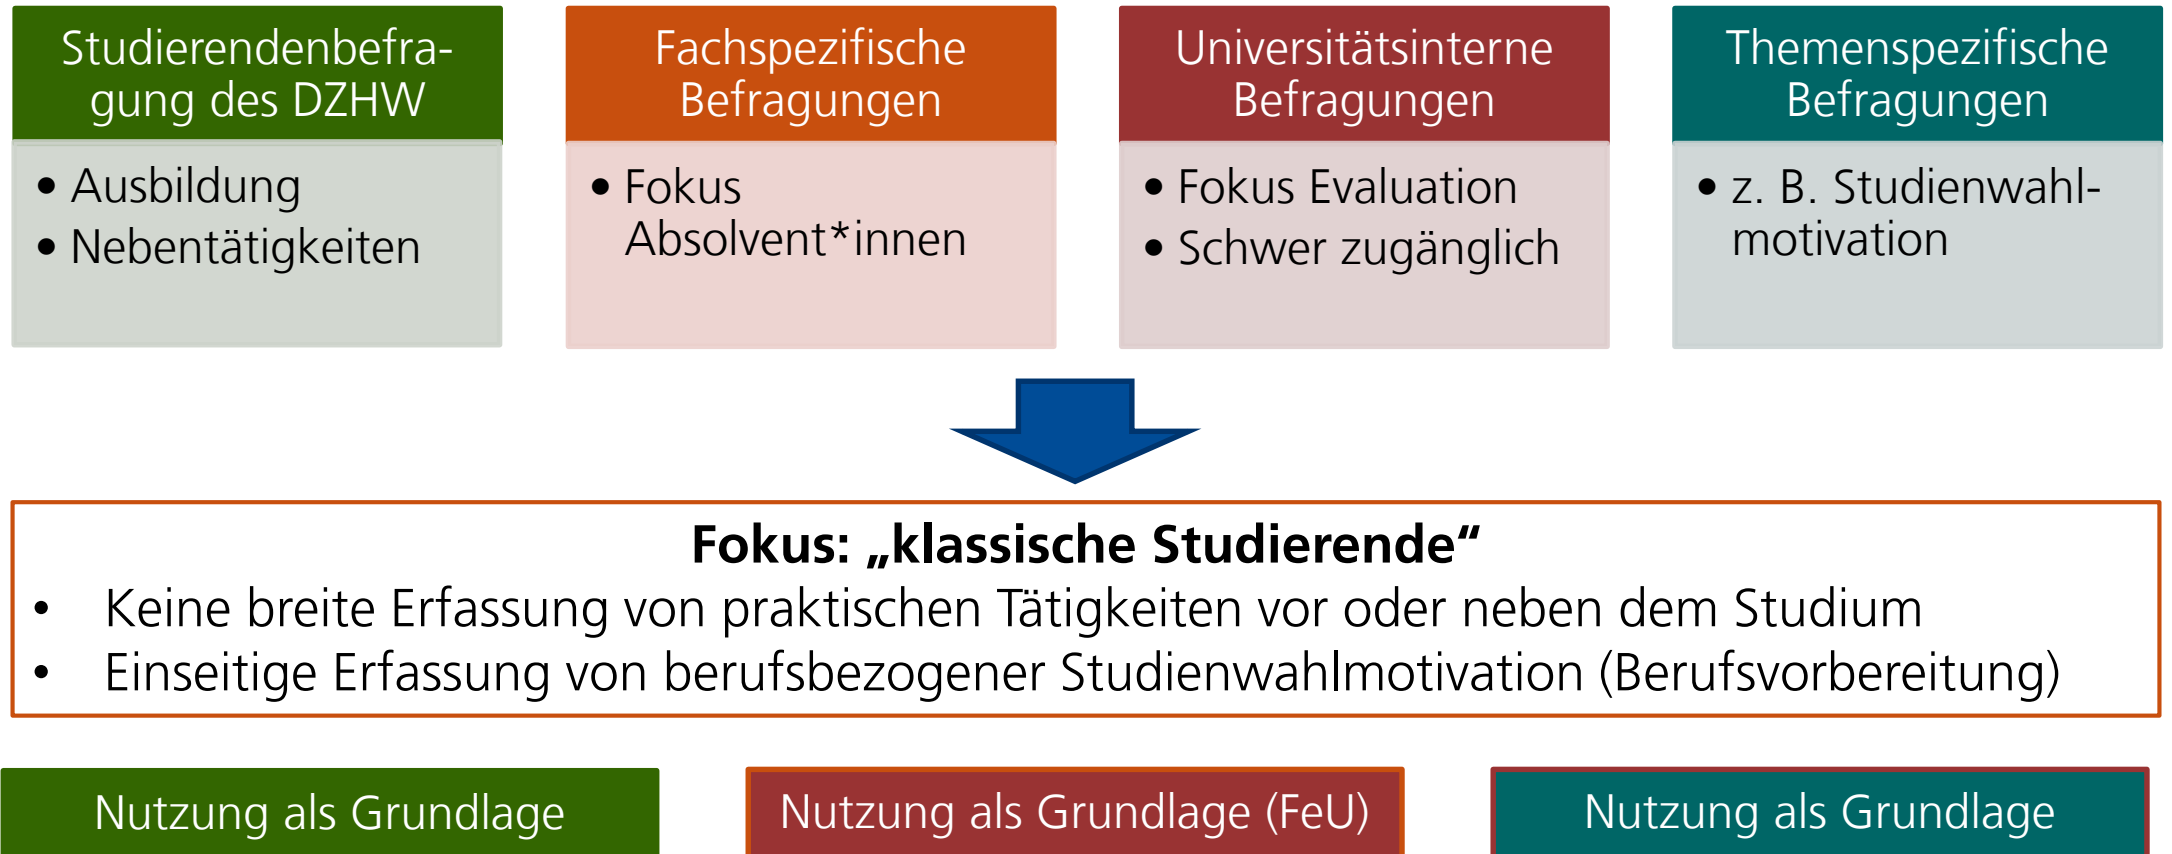 Studierendenbefra-
gung des DZHW
• Ausbildung
• Nebentätigkeiten
Fachspezifische
Befragungen
• Fokus
Absolvent*innen
Universitätsinterne
Befragungen
• Fokus Evaluation
• Schwer zugänglich
Themenspezifische
Befragungen
• z. B. Studienwahl-
motivation
Fokus: „klassische Studierende“
• Keine breite Erfassung von praktischen Tätigkeiten vor oder neben dem Studium
• Einseitige Erfassung von berufsbezogener Studienwahlmotivation (Berufsvorbereitung)
Nutzung als Grundlage
Nutzung als Grundlage (FeU)
Nutzung als Grundlage